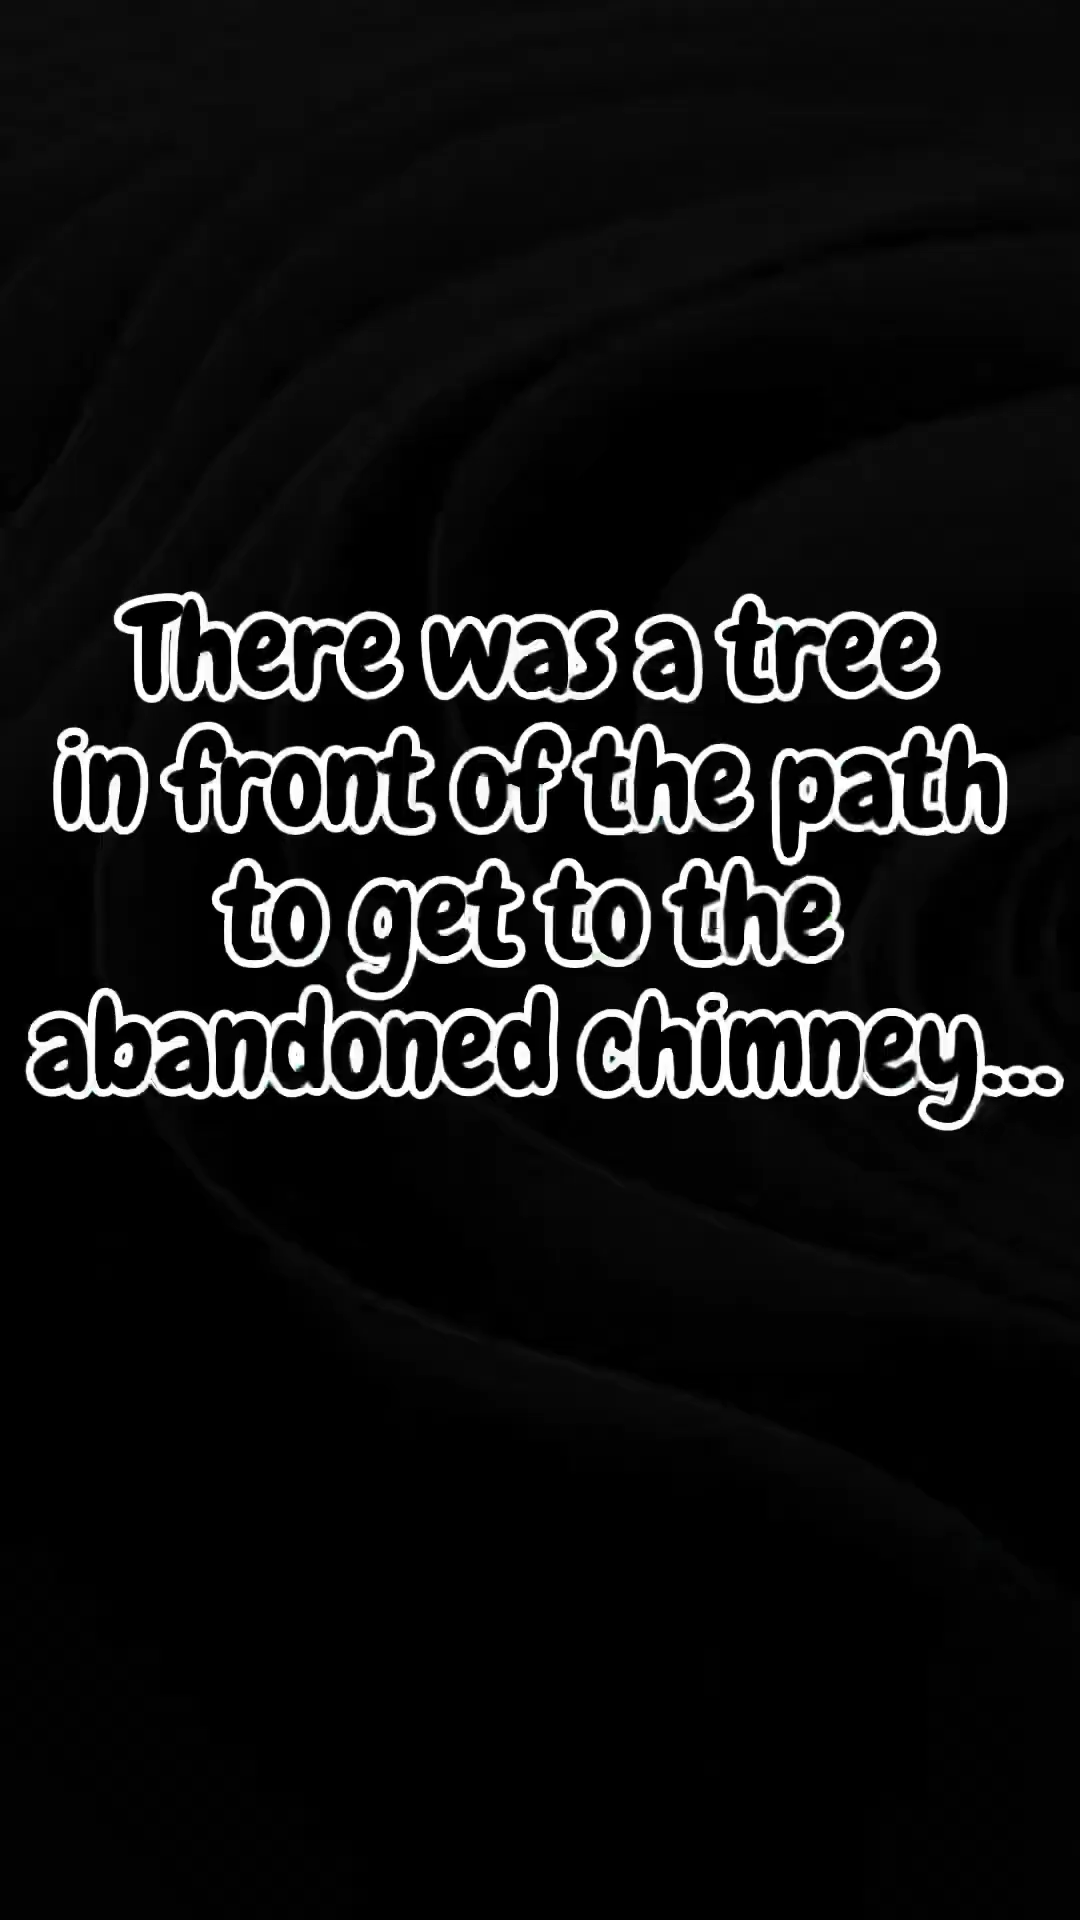 There was a tree
in front of the path
to get to the
abandoned chimney...